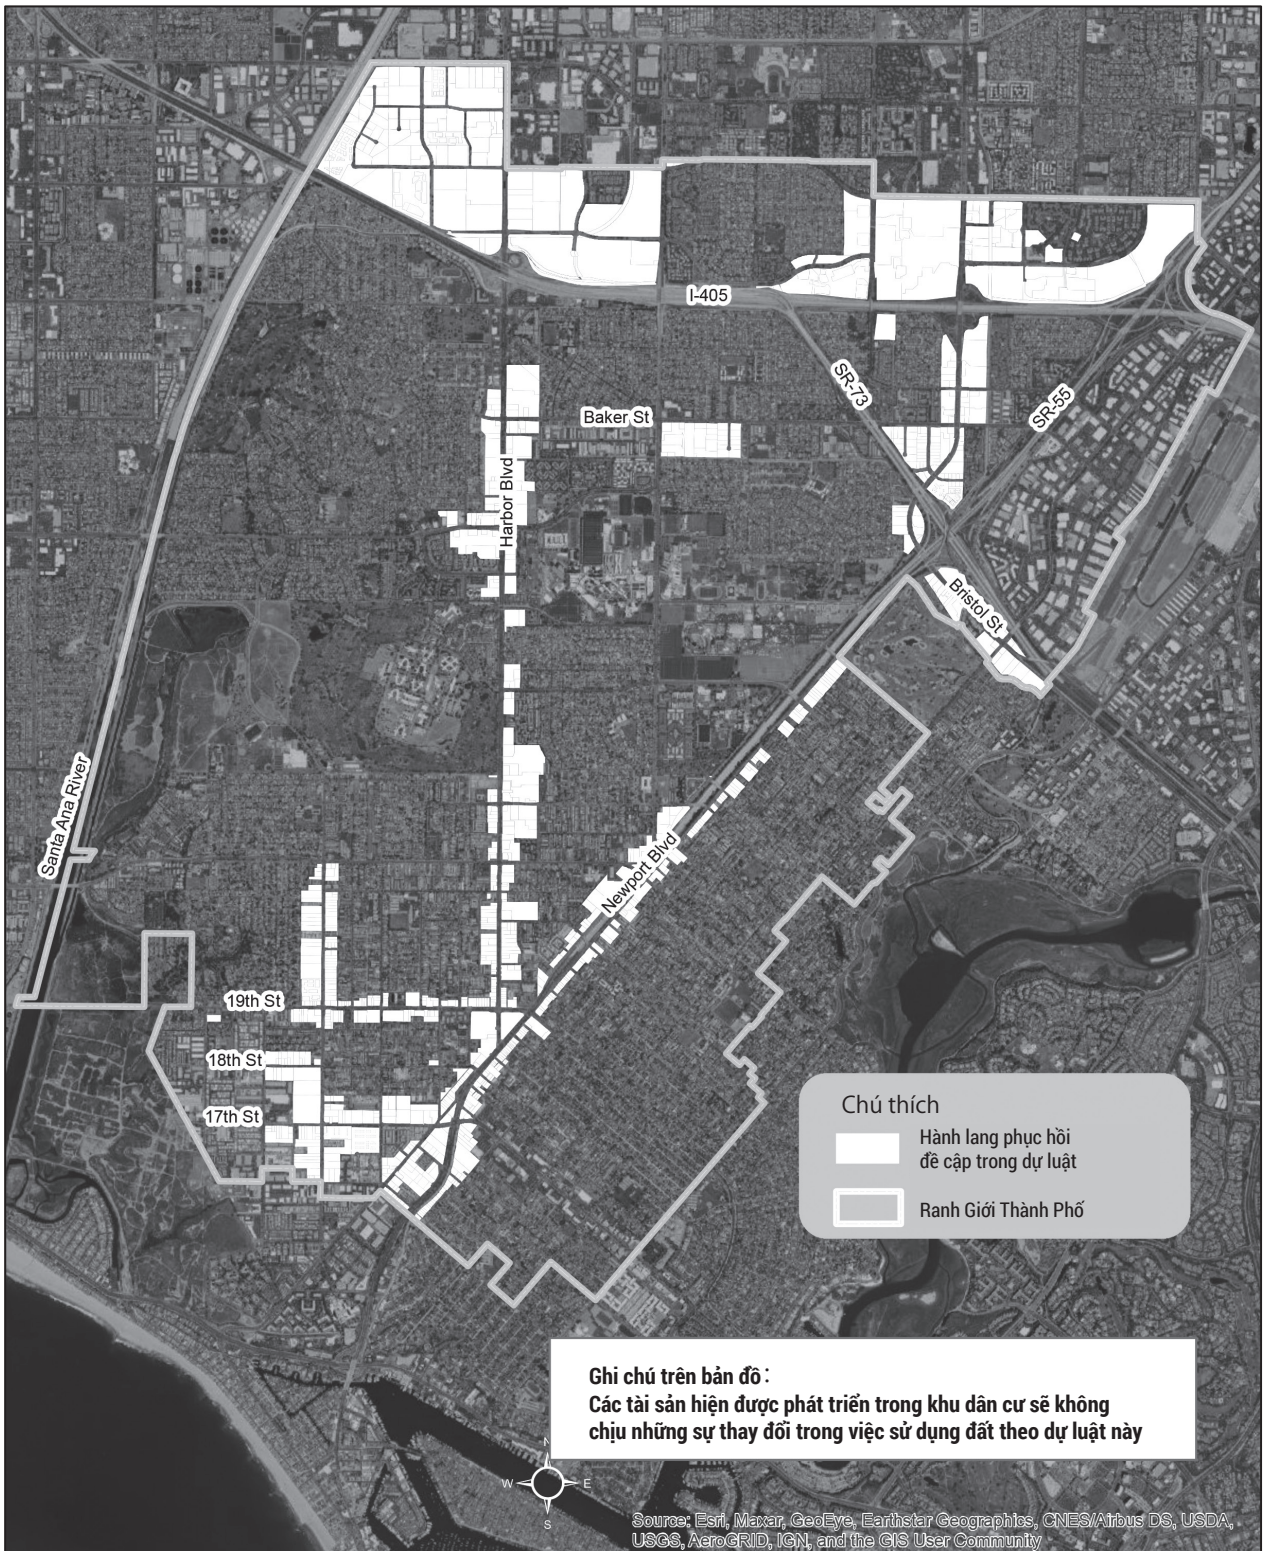 I-405
SR-73
SR-55
Baker St
Harbor Blvd
Bristol St
Santa Ana River
Newport Blvd
19th St
18th St
17th St
Chú thích
Hành lang phục hồi
đề cập trong dự luật
Ranh Giới Thành Phố
Ghi chú trên bản đồ:
Các tài sản hiện được phát triển trong khu dân cư sẽ không
chịu những sự thay đổi trong việc sử dụng đất theo dự luật này
N
W E
S
Source: Esri, Maxar, GeoEye, Earthstar Geographics, CNES/Airbus DS, USDA,
USGS, AeroGRID, IGN, and the GIS User Community